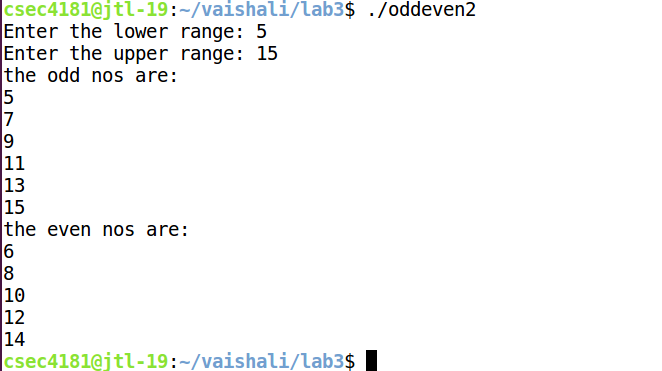 csec4181@jtl-19:~/vaishali/lab3$ ./oddeven2
Enter the lower range: 5
Enter the upper range: 15
the odd nos are:
5
7
9
11
13
15
the even nos are:
6
8
10
12
14
csec4181@jtl-19:~/vaishali/lab3$